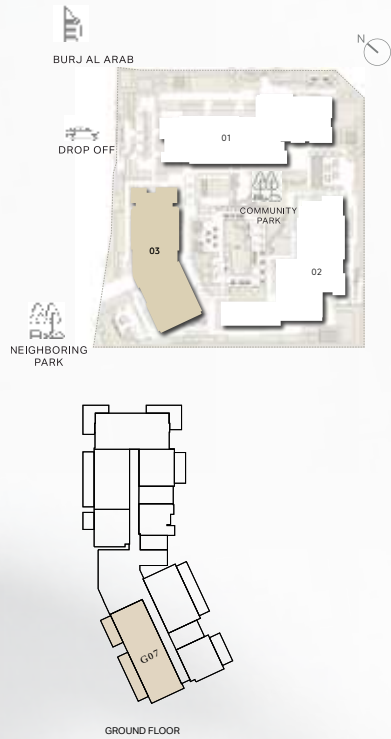 N
BURJ AL ARAB
01
DROP OFF
COMMUNITY
PARK
03
02
NEIGHBORING
PARK
G07
GROUND FLOOR